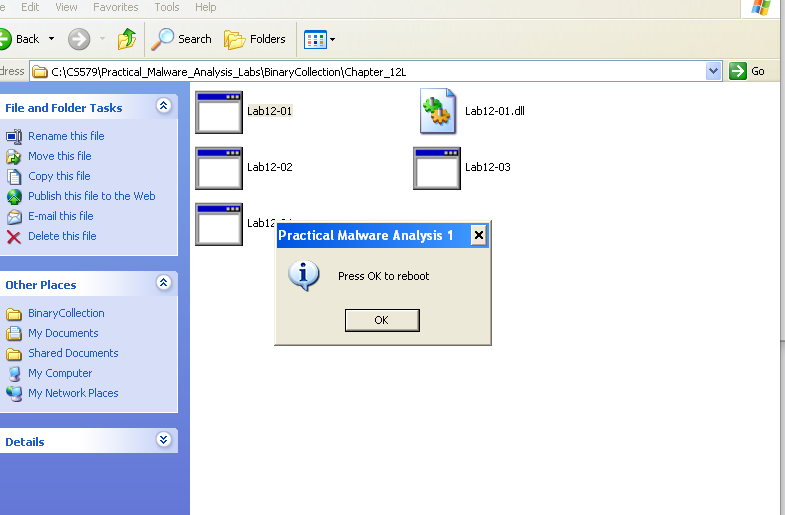 Edit View Favorites Tools Help
Back Search Folders
dress C:\CS579\Practical_Malware_Analysis_Labs\BinaryCollection\Chapter_12L Go
File and Folder Tasks
Rename this file
Move this file
Copy this file
Publish this file to the Web
E-mail this file
Delete this file
Other Places
BinaryCollection
My Documents
Shared Documents
My Computer
My Network Places
Details
Lab12-01 Lab12-01.dll
Lab12-02 Lab12-03
Lab12-
Practical Malware Analysis 1
Press OK to reboot
OK